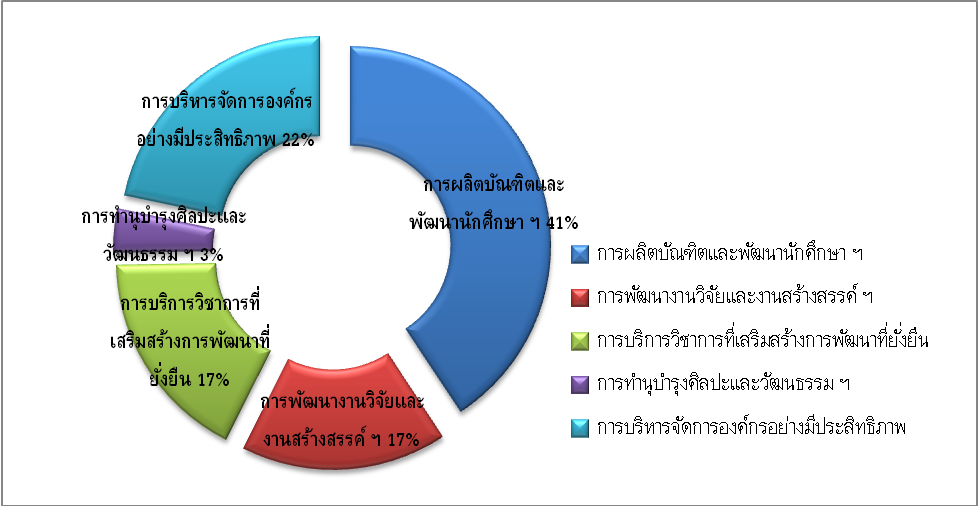 การบริหารจัดการองค์กร
อย่างมีประสิทธิภาพ 22%
การผลิตบัณฑิตและ
พัฒนานักศึกษา ฯ 41%
การทำนุบำรุงศิลปะและ
วัฒนธรรม ฯ 3%
การบริการวิชาการที่
เสริมสร้างการพัฒนาที่
ยั่งยืน 17%
การพัฒนางานวิจัยและ
งานสร้างสรรค์ ฯ 17%
การผลิตบัณฑิตและพัฒนานักศึกษา ฯ
การพัฒนางานวิจัยและงานสร้างสรรค์ ฯ
การบริการวิชาการที่เสริมสร้างการพัฒนาที่ยั่งยืน
การทำนุบำรุงศิลปะและวัฒนธรรม ฯ
การบริหารจัดการองค์กรอย่างมีประสิทธิภาพ